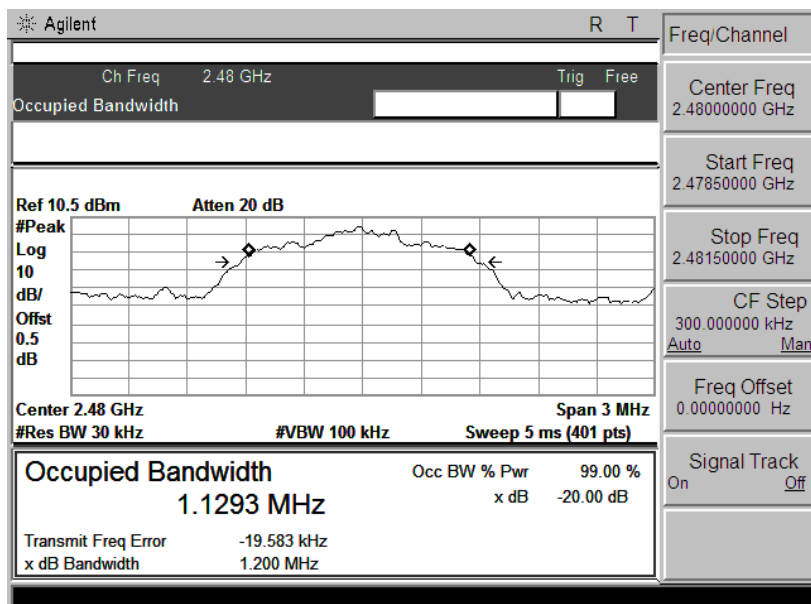 Agilent R T
Ch Freq 2.48 GHz Trig Free
Occupied Bandwidth
Ref 10.5 dBm Atten 20 dB
#Peak
Log
10
dB/
Offst
0.5
dB
Center 2.48 GHz Span 3 MHz
#Res BW 30 kHz #VBW 100 kHz Sweep 5 ms (401 pts)
Occupied Bandwidth Occ BW % Pwr 99.00 %
1.1293 MHz x dB -20.00 dB
Transmit Freq Error -19.583 kHz
x dB Bandwidth 1.200 MHz
Freq/Channel
Center Freq
2.48000000 GHz
Start Freq
2.47850000 GHz
Stop Freq
2.48150000 GHz
CF Step
300.000000 kHz
Auto Man
Freq Offset
0.00000000 Hz
Signal Track
On Off